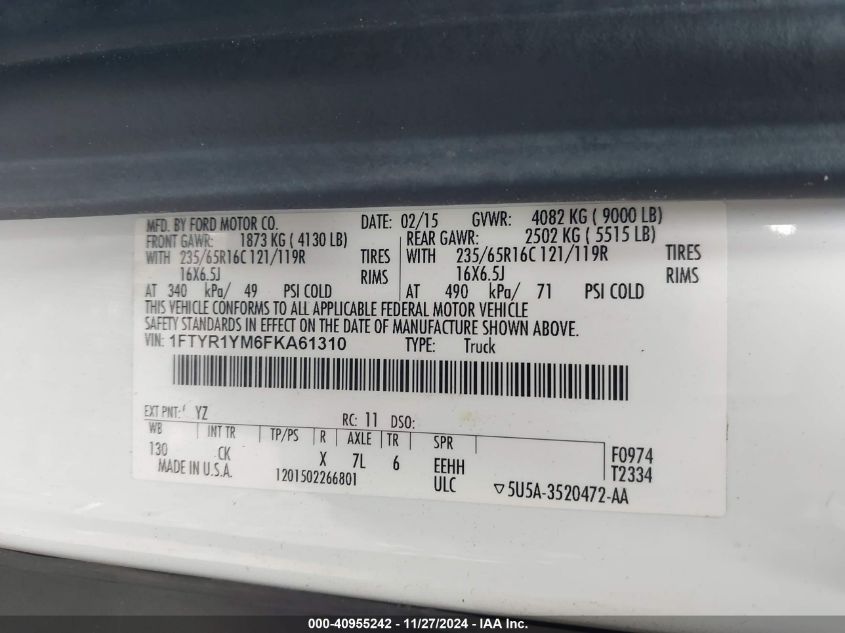 MFD. BY FORD MOTOR CO. DATE: 02/15 GVWR: 4082 KG ( 9000 LB)
FRONT GAWR: 1873 KG ( 4130 LB) REAR GAWR: 2502 KG ( 5515 LB)
WITH 235/65R16C 121/119R TIRES WITH 235/65R16C 121/119R TIRES
16X6.5J RIMS 16X6.5J RIMS
AT 340 kPa/ 49 PSI COLD AT 490 kPa/ 71 PSI COLD
THIS VEHICLE CONFORMS TO ALL APPLICABLE FEDERAL MOTOR VEHICLE
SAFETY STANDARDS IN EFFECT ON THE DATE OF MANUFACTURE SHOWN ABOVE.
VIN: 1FTYR1YM6FKA61310 TYPE: Truck
EXT PNT: YZ RC: 11 DSO:
WB INT TR TP/PS R AXLE TR SPR
130 CK X 7L 6 EEHH F0974
MADE IN U.S.A. 1201502266801 ULC T2334
▽5U5A-3520472-AA
000-40955242 - 11/27/2024 - IAA Inc.